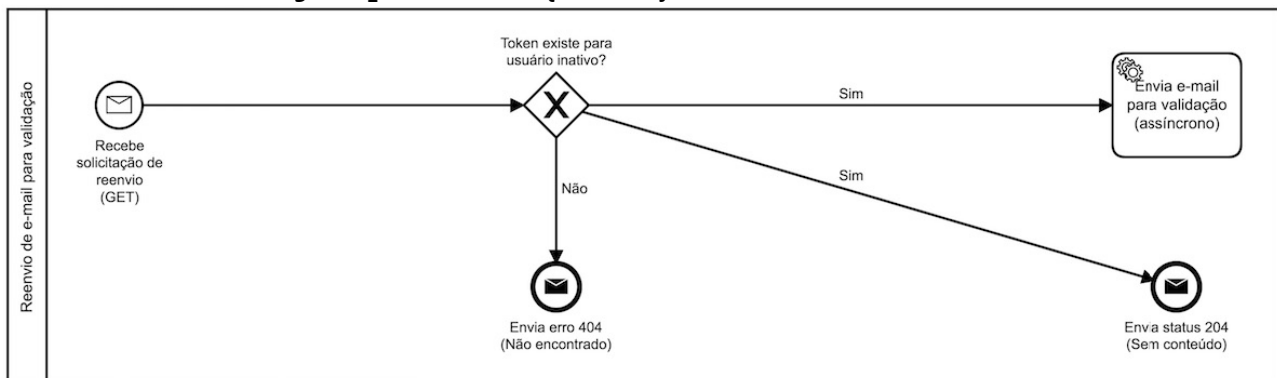 Reenvio de e-mail para validação
Token existe para
usuário inativo?
X
Recebe
solicitação de
reenvio
(GET)
Sim
Envia e-mail
para validação
(assíncrono)
Sim
Não
Envia erro 404
(Não encontrado)
Envia status 204
(Sem conteúdo)